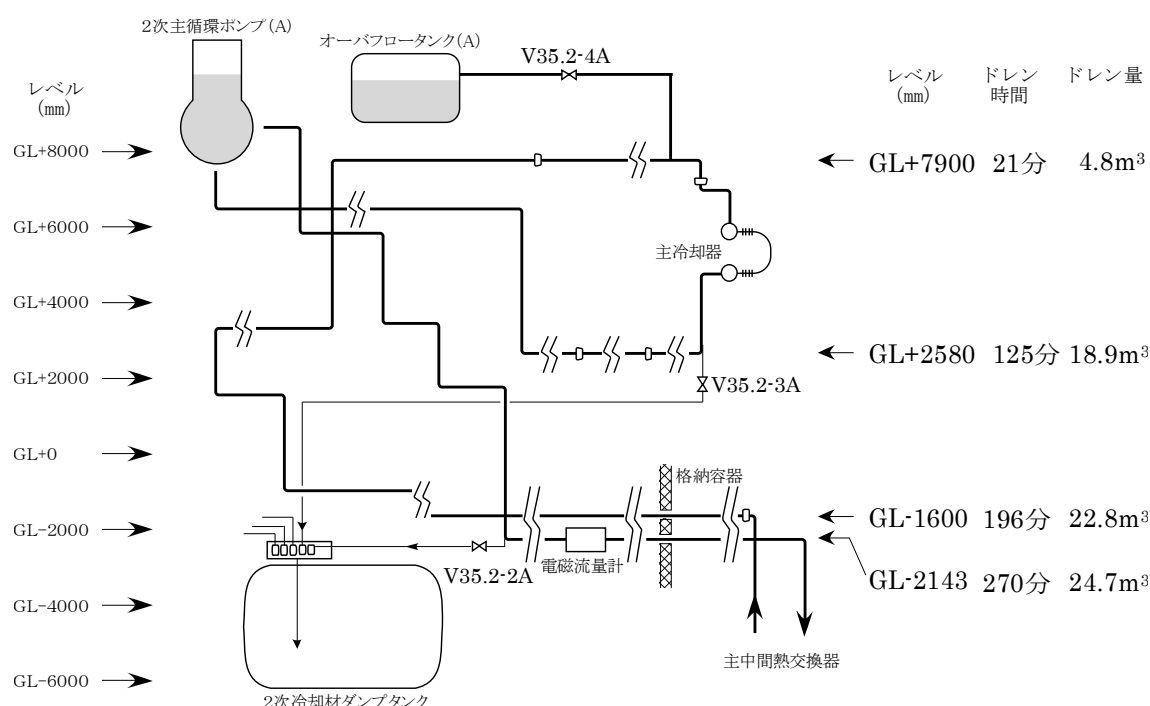 2次主循環ポンプ(A)
オーバフロータンク(A)
V35.2-4A
レベル
(mm)
レベル
(mm)
ドレン
時間
ドレン量
GL+8000
GL+7900 21分 4.8m³
GL+6000
主冷却器
GL+4000
GL+2580 125分 18.9m³
GL+2000
V35.2-3A
GL+0
格納容器
GL-2000
GL-1600 196分 22.8m³
V35.2-2A
電磁流量計
GL-2143 270分 24.7m³
GL-4000
主中間熱交換器
GL-6000
2次冷却材ダンプタンク